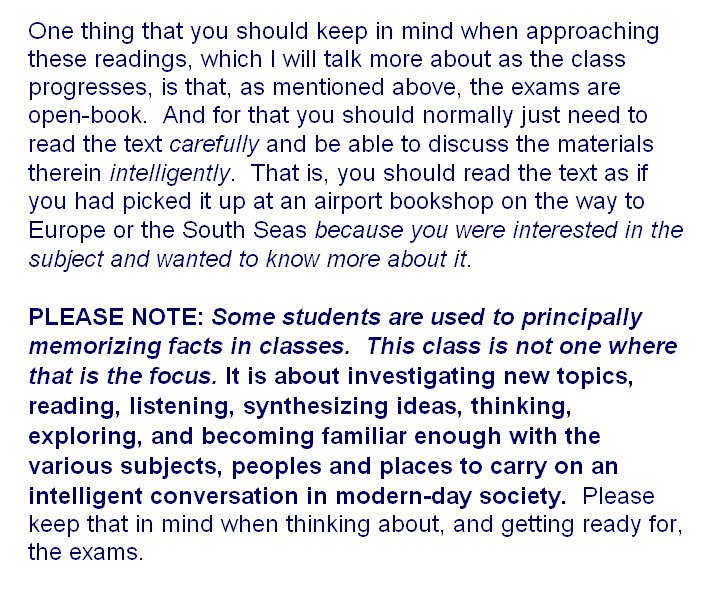 One thing that you should keep in mind when approaching
these readings, which I will talk more about as the class
progresses, is that, as mentioned above, the exams are
open-book.  And for that you should normally just need to
read the text carefully and be able to discuss the materials
therein intelligently.  That is, you should read the text as if
you had picked it up at an airport bookshop on the way to
Europe or the South Seas because you were interested in the
subject and wanted to know more about it.
PLEASE NOTE: Some students are used to principally
memorizing facts in classes.  This class is not one where
that is the focus. It is about investigating new topics,
reading, listening, synthesizing ideas, thinking,
exploring, and becoming familiar enough with the
various subjects, peoples and places to carry on an
intelligent conversation in modern-day society.  Please
keep that in mind when thinking about, and getting ready for,
the exams.